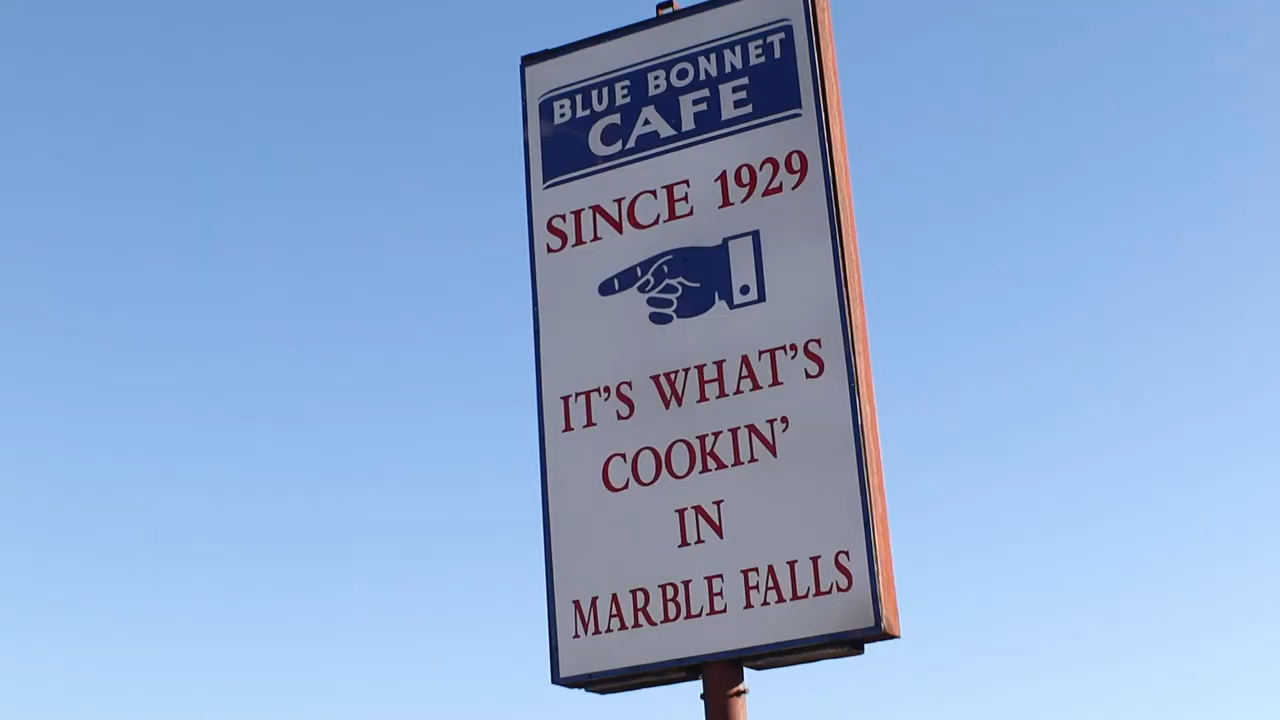 BLUE BONNET
CAFE
SINCE 1929
IT'S WHAT'S
COOKIN'
IN
MARBLE FALLS